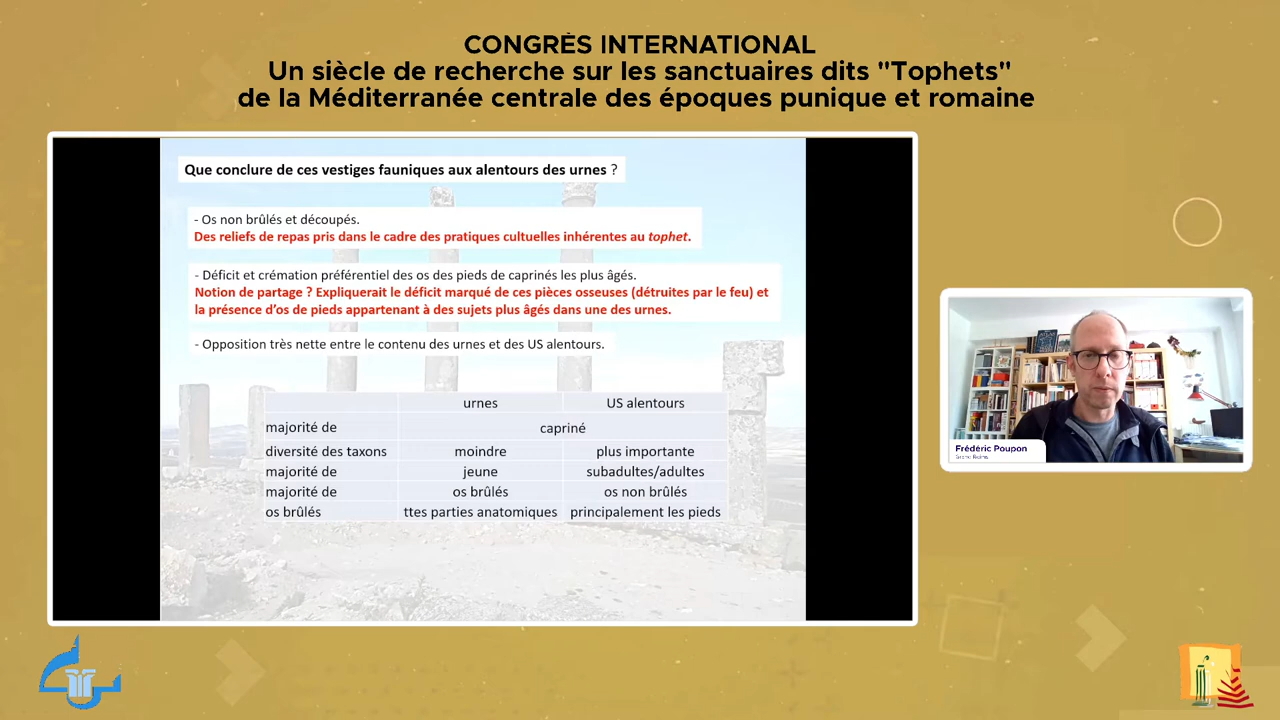 CONGRÈS INTERNATIONAL
Un siècle de recherche sur les sanctuaires dits "Tophets"
de la Méditerranée centrale des époques punique et romaine
Que conclure de ces vestiges fauniques aux alentours des urnes ?
- Os non brûlés et découpés.
Des reliefs de repas pris dans le cadre des pratiques cultuelles inhérentes au tophet.
- Déficit et crémation préférentiel des os des pieds de caprinés les plus âgés.
Notion de partage ? Expliquerait le déficit marqué de ces pièces osseuses (détruites par le feu) et
la présence d'os de pieds appartenant à des sujets plus âgés dans une des urnes.
- Opposition très nette entre le contenu des urnes et des US alentours.
urnes US alentours
majorité de capriné
diversité des taxons moindre plus importante
majorité de jeune subadultes/adultes
majorité de os brûlés os non brûlés
os brûlés ttes parties anatomiques principalement les pieds
Frédéric Poupon